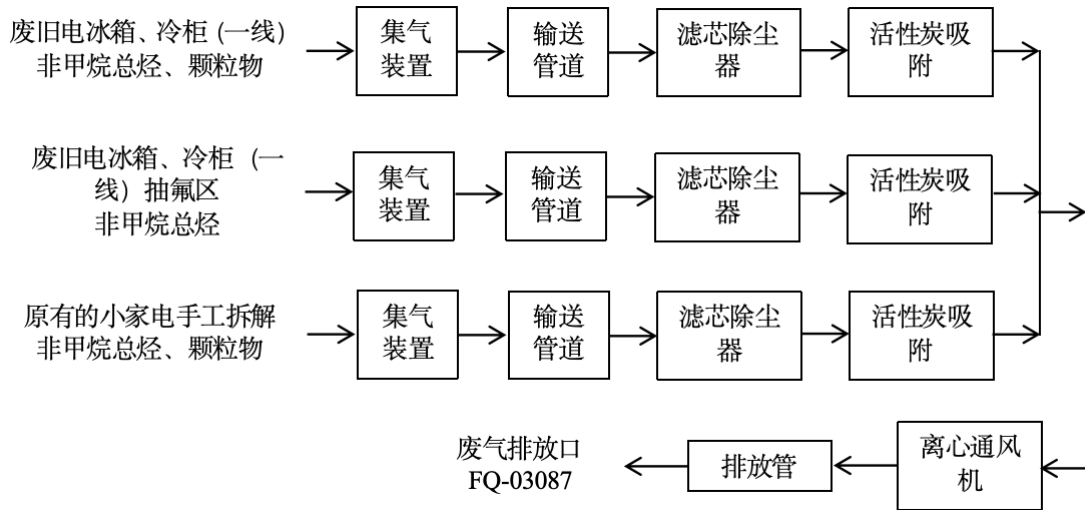 废旧电冰箱、冷柜 (一线)
非甲烷总烃、颗粒物
集气
装置
输送
管道
滤芯除尘
器
活性炭吸
附
废旧电冰箱、冷柜 (一
线) 抽氟区
非甲烷总烃
集气
装置
输送
管道
滤芯除尘
器
活性炭吸
附
原有的小家电手工拆解
非甲烷总烃、颗粒物
集气
装置
输送
管道
滤芯除尘
器
活性炭吸
附
废气排放口
FQ-03087
排放管
离心通风
机